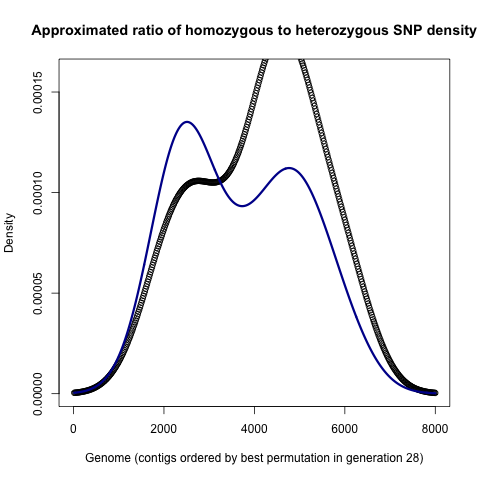 Approximated ratio of homozygous to heterozygous SNP density
Density
0.00015
0.00010
0.00005
0.00000
0 2000 4000 6000 8000
Genome (contigs ordered by best permutation in generation 28)